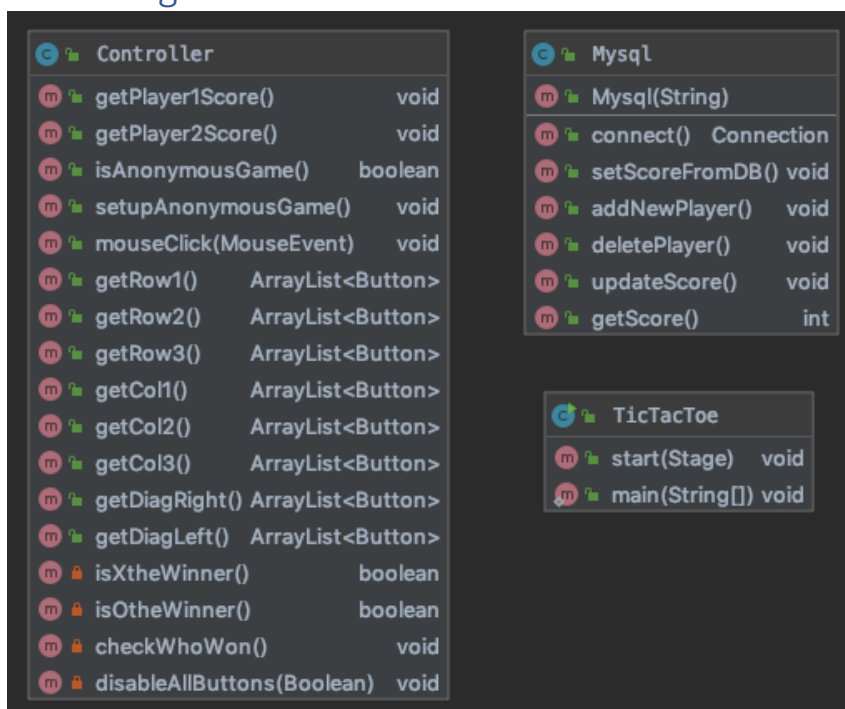 Controller
getPlayer1Score() void
getPlayer2Score() void
isAnonymousGame() boolean
setupAnonymousGame() void
mouseClick(MouseEvent) void
getRow1() ArrayList<Button>
getRow2() ArrayList<Button>
getRow3() ArrayList<Button>
getCol1() ArrayList<Button>
getCol2() ArrayList<Button>
getCol3() ArrayList<Button>
getDiagRight() ArrayList<Button>
getDiagLeft() ArrayList<Button>
isXtheWinner() boolean
isOtheWinner() boolean
checkWhoWon() void
disableAllButtons(Boolean) void
Mysql
Mysql(String)
connect() Connection
setScoreFromDB() void
addNewPlayer() void
deletePlayer() void
updateScore() void
getScore() int
TicTacToe
start(Stage) void
main(String[]) void